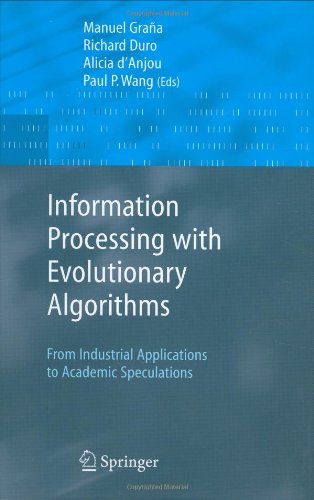 Manuel Graña
Richard Duro
Alicia d'Anjou
Paul P. Wang (Eds)
Information
Processing with
Evolutionary
Algorithms
From Industrial Applications
to Academic Speculations
Springer